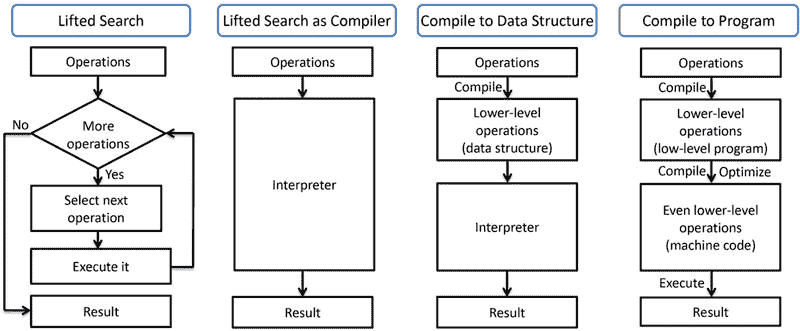 Lifted Search
Operations
No
More
operations
Yes
Select next
operation
Execute it
Result
Lifted Search as Compiler
Operations
Interpreter
Result
Compile to Data Structure
Operations
Compile
Lower-level
operations
(data structure)
Interpreter
Result
Compile to Program
Operations
Compile
Lower-level
operations
(low-level program)
Compile Optimize
Even lower-level
operations
(machine code)
Execute
Result